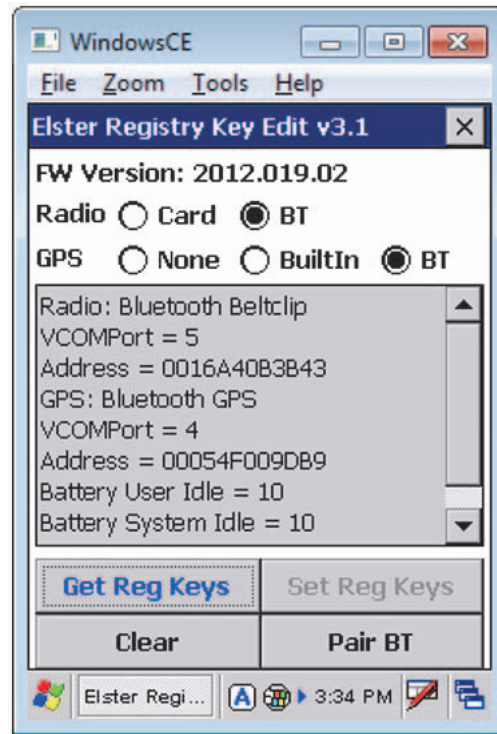 WindowsCE
File Zoom Tools Help
Elster Registry Key Edit v3.1
FW Version: 2012.019.02
Radio Card BT
GPS None BuiltIn BT
Radio: Bluetooth Beltclip
VCOMPort = 5
Address = 0016A40B3B43
GPS: Bluetooth GPS
VCOMPort = 4
Address = 00054F009DB9
Battery User Idle = 10
Battery System Idle = 10
Get Reg Keys Set Reg Keys
Clear Pair BT
Elster Regi... A 3:34 PM